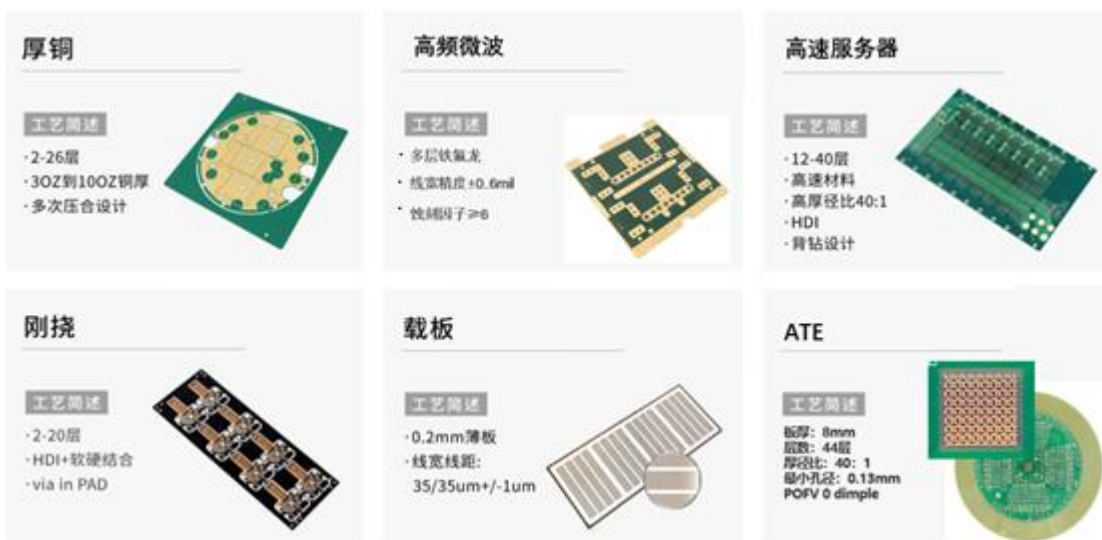 厚铜
工艺简述
·2-26层
·3OZ到10OZ铜厚
·多次压合设计
高频微波
工艺简述
· 多层铁氟龙
· 线宽精度±0.6mil
· 蚀刻因子≥6
高速服务器
工艺简述
·12-40层
·高速材料
·高厚径比40:1
·HDI
·背钻设计
刚挠
工艺简述
·2-20层
·HDI+软硬结合
·via in PAD
载板
工艺简述
·0.2mm薄板
·线宽线距:
35/35um+/-1um
ATE
工艺简述
板厚：8mm
层数：44层
厚径比：40：1
最小孔径：0.13mm
POFV 0 dimple